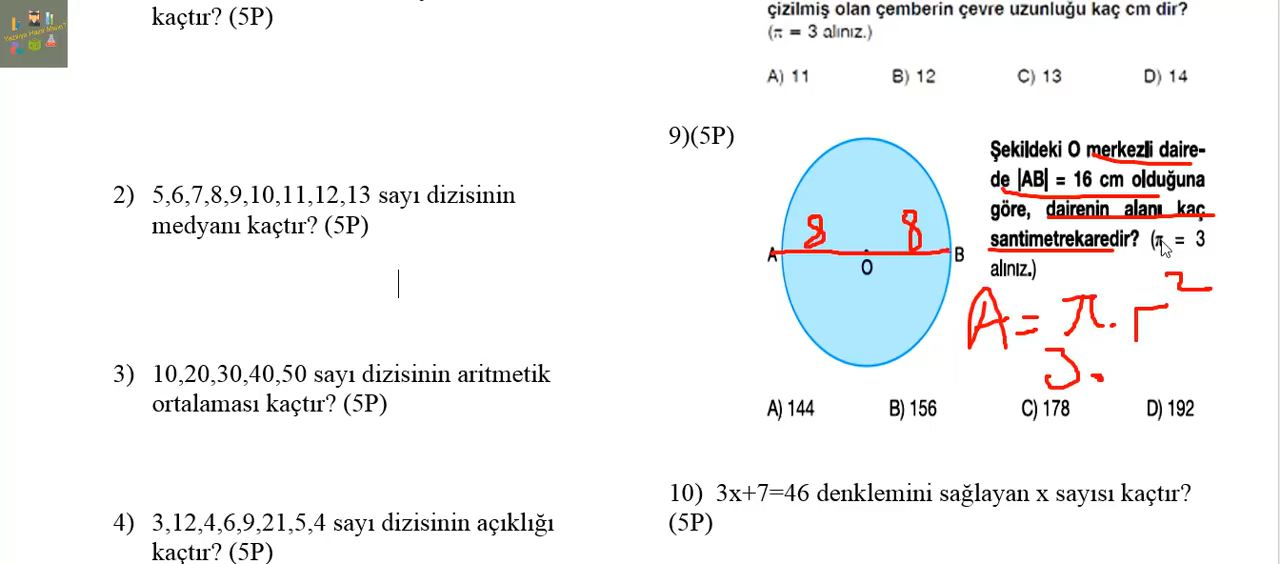 kaçtır? (5P)
2) 5,6,7,8,9,10,11,12,13 sayı dizisinin
medyanı kaçtır? (5P)
3) 10,20,30,40,50 sayı dizisinin aritmetik
ortalaması kaçtır? (5P)
4) 3,12,4,6,9,21,5,4 sayı dizisinin açıklığı
kaçtır? (5P)
çizilmiş olan çemberin çevre uzunluğu kaç cm dir?
(π = 3 alınız.)
A) 11 B) 12 C) 13 D) 14
9)(5P)
Şekildeki O merkezli daire-
de |AB| = 16 cm olduğuna
göre, dairenin alanı kaç
santimetrekaredir? (π = 3
alınız.)
8 8
A O B
A = π. r²
3.
A) 144 B) 156 C) 178 D) 192
10) 3x+7=46 denklemini sağlayan x sayısı kaçtır?
(5P)